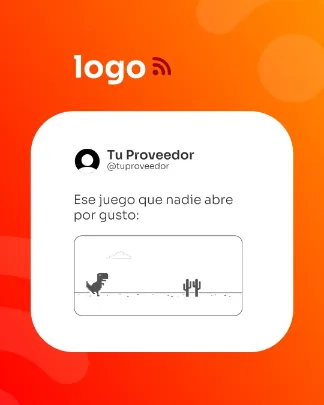 logo
Tu Proveedor
@tuproveedor
Ese juego que nadie abre
por gusto: